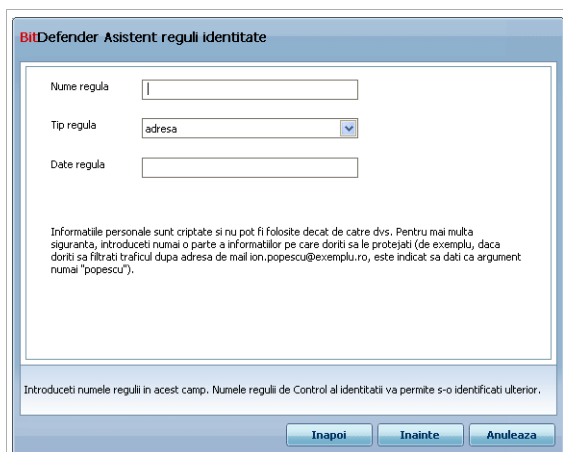 BitDefender Asistent reguli identitate
Nume regula
Tip regula
adresa
Date regula
Informatiile personale sunt criptate si nu pot fi folosite decat de catre dvs. Pentru mai multa
siguranta, introduceti numai o parte a informatiilor pe care doriti sa le protejati (de exemplu, daca
doriti sa filtrati traficul dupa adresa de mail ion.popescu@exemplu.ro, este indicat sa dati ca argument
numai "popescu").
Introduceti numele regulii in acest camp. Numele regulii de Control al identitatii va permite s-o identificati ulterior.
Inapoi
Inainte
Anuleaza